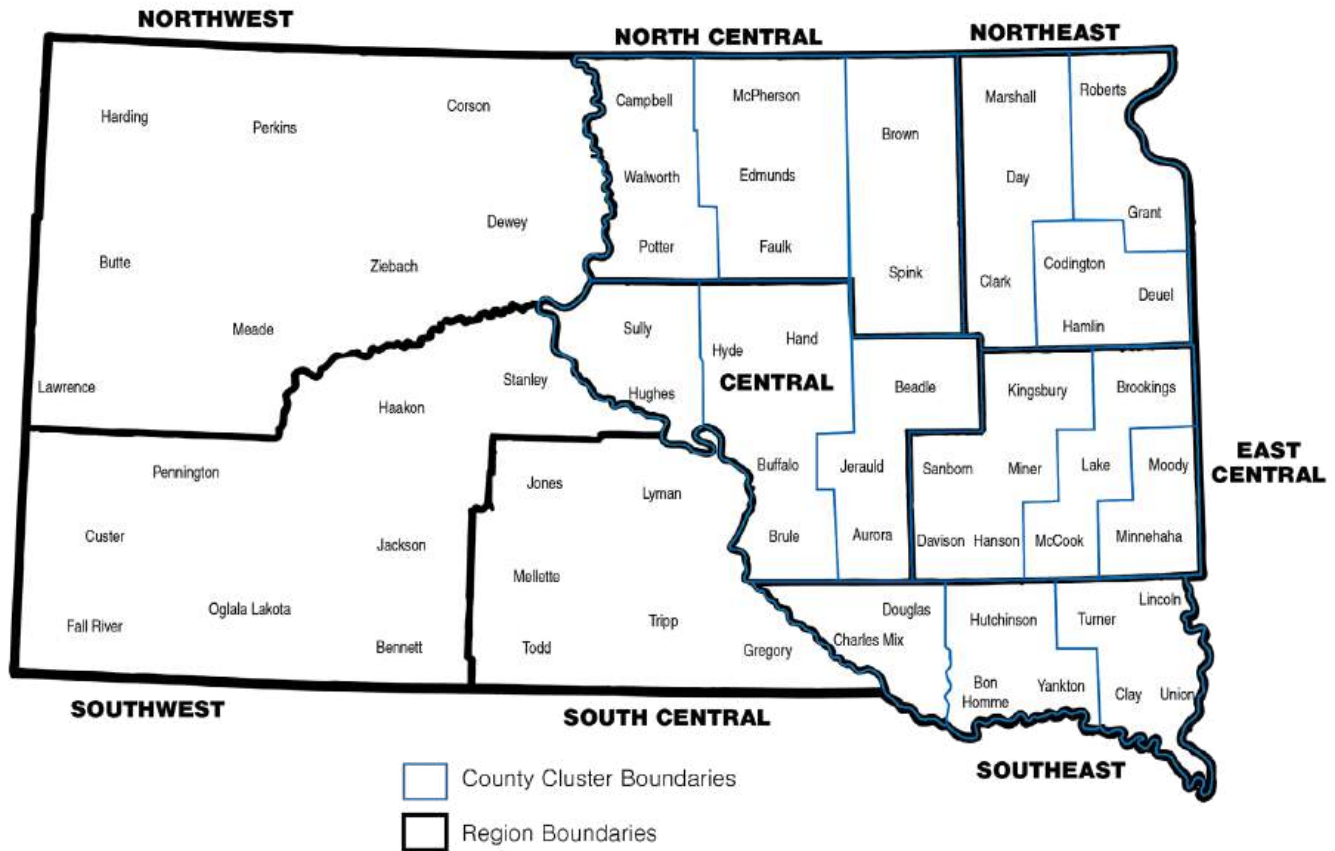 NORTHWEST
NORTH CENTRAL
NORTHEAST
Harding
Perkins
Corson
Campbell
McPherson
Brown
Marshall
Roberts
Walworth
Edmunds
Day
Dewey
Grant
Butte
Ziebach
Potter
Faulk
Spink
Clark
Codington
Deuel
Meade
Sully
Hyde
Hand
Hamlin
Lawrence
Haakon
Stanley
Hughes
CENTRAL
Beadle
Kingsbury
Brookings
EAST
CENTRAL
Pennington
Jones
Lyman
Buffalo
Jerauld
Sanborn
Miner
Lake
Moody
Custer
Jackson
Brule
Aurora
Davison
Hanson
McCook
Minnehaha
Mellette
Fall River
Oglala Lakota
Bennett
Todd
Tripp
Gregory
Douglas
Charles Mix
Hutchinson
Turner
Lincoln
Bon
Homme
Yankton
Clay
Union
SOUTHWEST
SOUTH CENTRAL
SOUTHEAST
County Cluster Boundaries
Region Boundaries